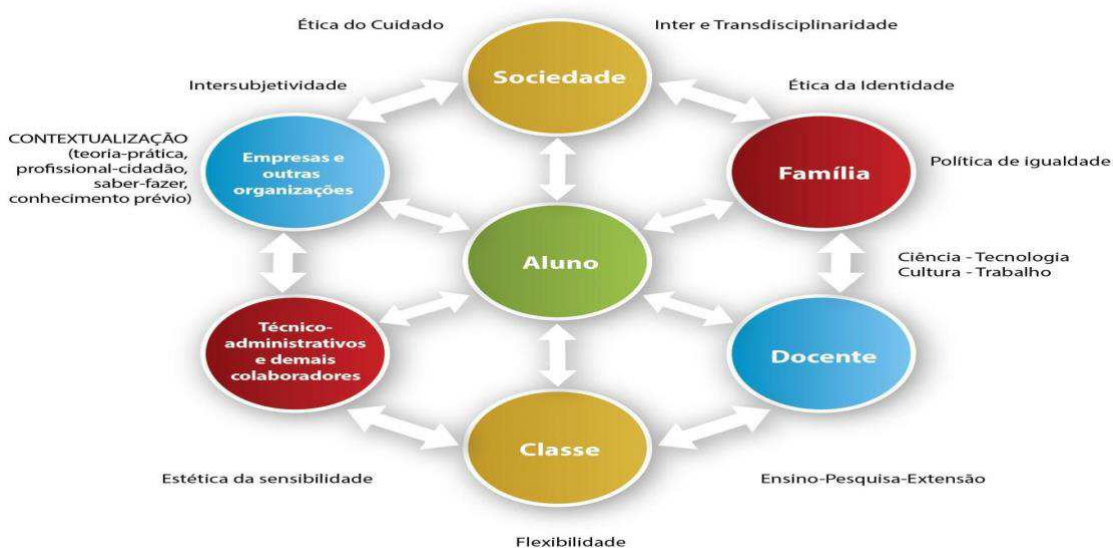 Ética do Cuidado
Inter e Transdisciplinaridade
Sociedade
Intersubjetividade
Ética da Identidade
CONTEXTUALIZAÇÃO
(teoria-prática,
profissional-cidadão,
saber-fazer,
conhecimento prévio)
Empresas e
outras
organizações
Família
Política de igualdade
Aluno
Ciência - Tecnologia
Cultura - Trabalho
Técnico-
administrativos
e demais
colaboradores
Docente
Classe
Estética da sensibilidade
Ensino-Pesquisa-Extensão
Flexibilidade